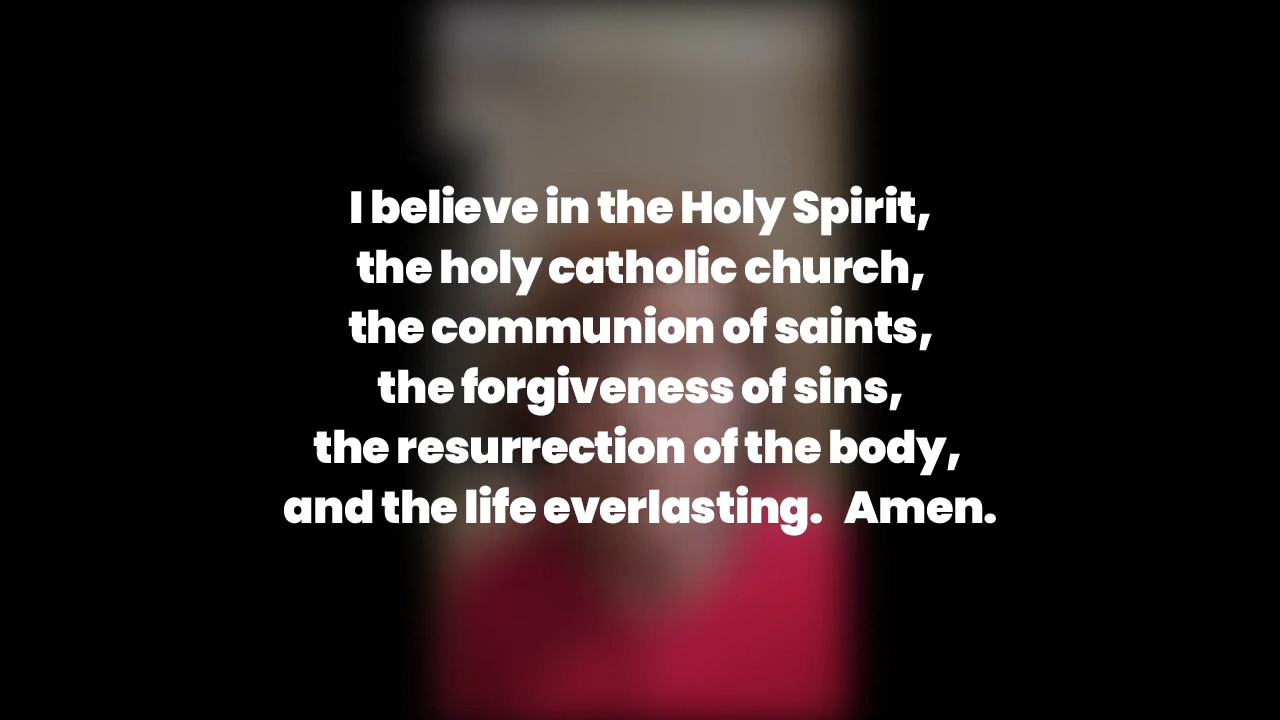 I believe in the Holy Spirit,
the holy catholic church,
the communion of saints,
the forgiveness of sins,
the resurrection of the body,
and the life everlasting. Amen.